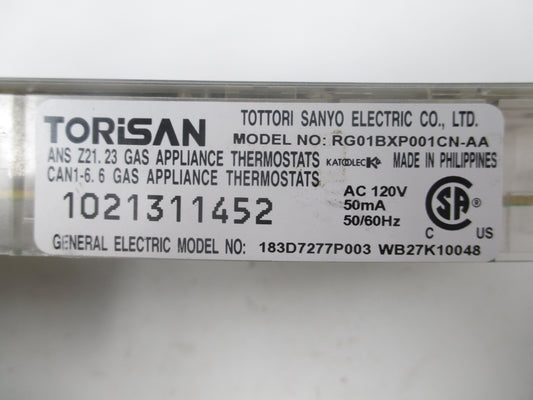 TORiSAN
TOTTORI SANYO ELECTRIC CO., LTD.
MODEL NO: RG01BXP001CN-AA
ANS Z21. 23 GAS APPLIANCE THERMOSTATS KATOOLEC MADE IN PHILIPPINES
CAN1-6. 6 GAS APPLIANCE THERMOSTATS
1021311452
AC 120V
50mA
50/60Hz
SA
C US
GENERAL ELECTRIC MODEL NO: 183D7277P003 WB27K10048